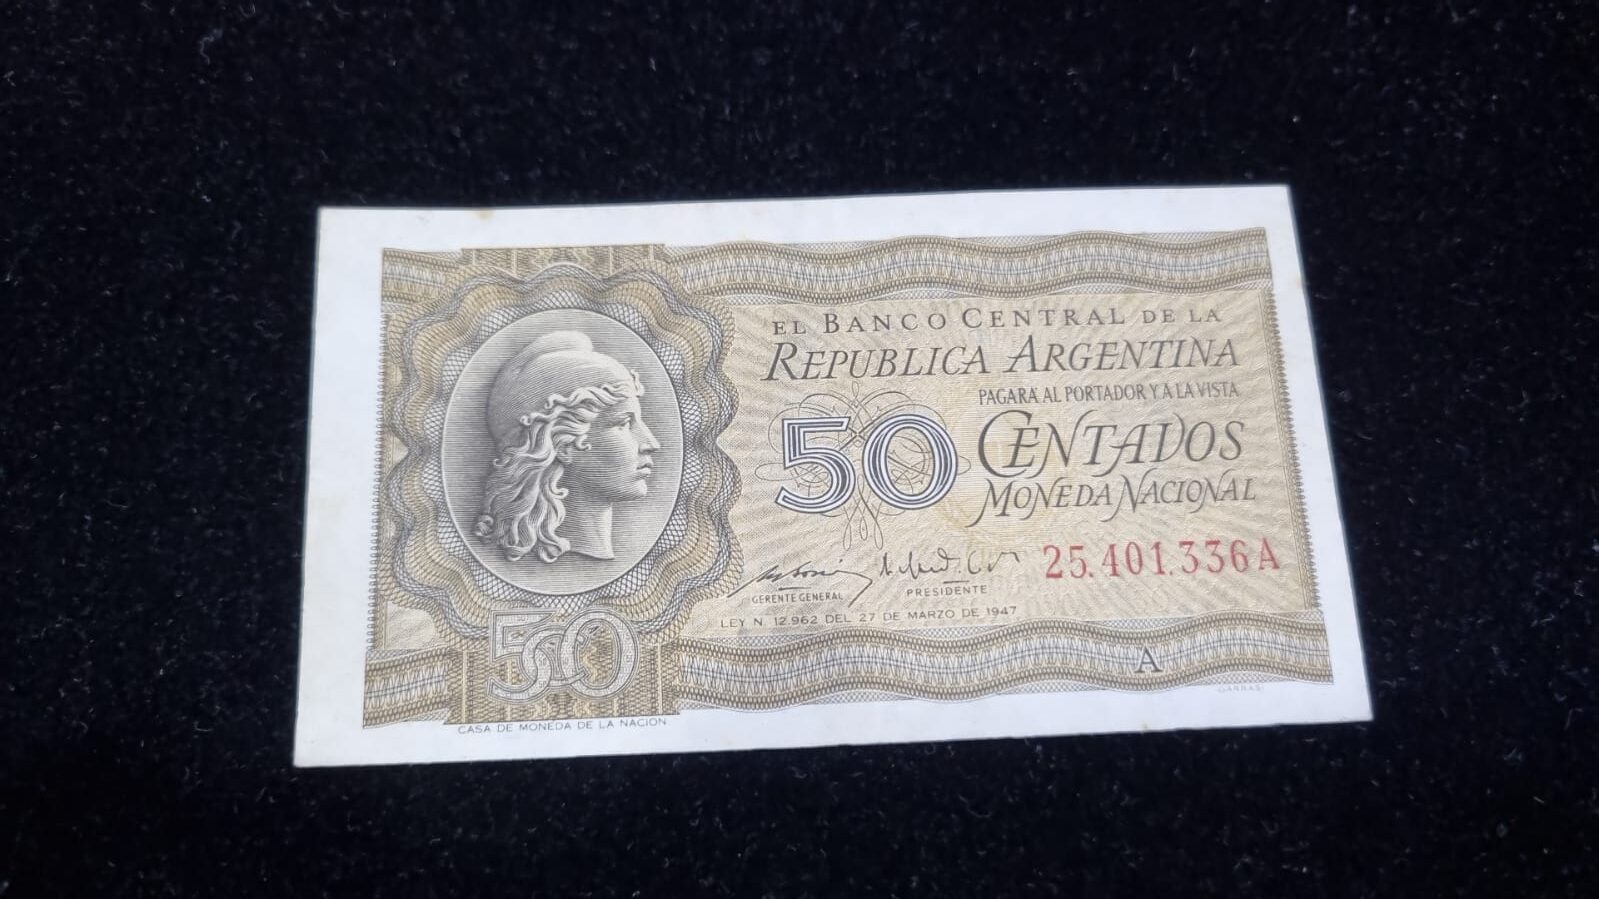 EL BANCO CENTRAL DE LA
REPUBLICA ARGENTINA
PAGARA AL PORTADOR Y A LA VISTA
50 CENTAVOS
MONEDA NACIONAL
25.401.336A
GERENTE GENERAL
PRESIDENTE
LEY N. 12.962 DEL 27 DE MARZO DE 1947
50
A
CASA DE MONEDA DE LA NACION
GARRASI